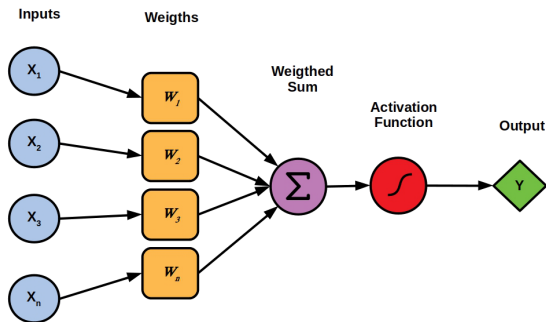 Inputs
Weigths
X1
W1
Weigthed
Sum
Activation
Function
Output
X2
W2
Σ
Y
X3
W3
Xn
Wn